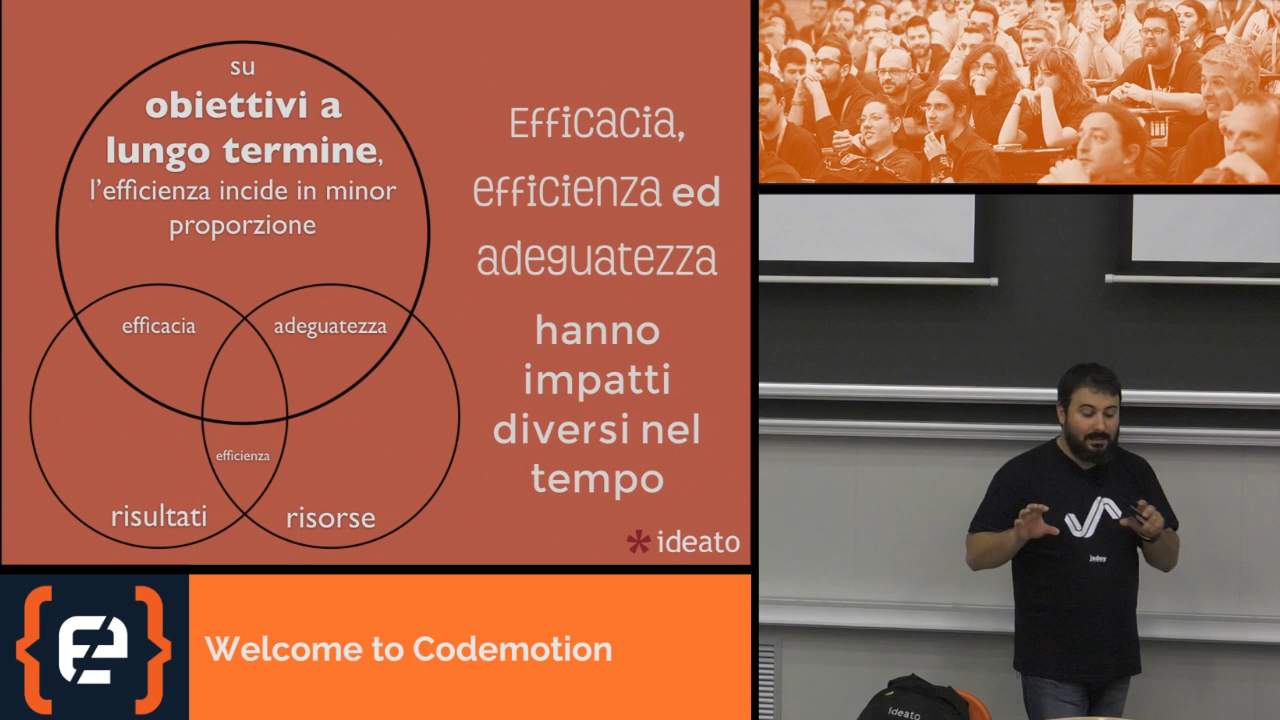 su
obiettivi a
lungo termine,
l'efficienza incide in minor
proporzione
efficacia
adeguatezza
efficienza
risultati
risorse
Efficacia,
efficienza ed
adeguatezza
hanno
impatti
diversi nel
tempo
* ideato
Welcome to Codemotion
ideato